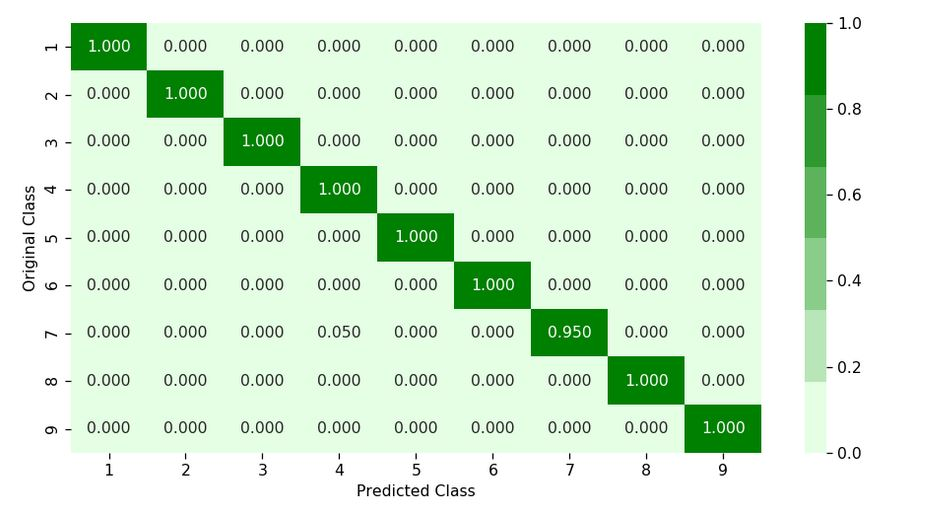 1 1.000 0.000 0.000 0.000 0.000 0.000 0.000 0.000 0.000 1.0
2 0.000 1.000 0.000 0.000 0.000 0.000 0.000 0.000 0.000 0.8
3 0.000 0.000 1.000 0.000 0.000 0.000 0.000 0.000 0.000
4 0.000 0.000 0.000 1.000 0.000 0.000 0.000 0.000 0.000 0.6
Original Class
5 0.000 0.000 0.000 0.000 1.000 0.000 0.000 0.000 0.000
6 0.000 0.000 0.000 0.000 0.000 1.000 0.000 0.000 0.000 0.4
7 0.000 0.000 0.000 0.050 0.000 0.000 0.950 0.000 0.000
8 0.000 0.000 0.000 0.000 0.000 0.000 0.000 1.000 0.000 0.2
9 0.000 0.000 0.000 0.000 0.000 0.000 0.000 0.000 1.000 0.0
1 2 3 4 5 6 7 8 9
Predicted Class